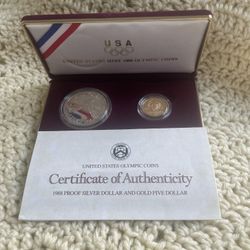 USA
UNITED STATES MINT 1988 OLYMPIC COINS
UNITED STATES OLYMPIC COINS
Certificate of Authenticity
1988 PROOF SILVER DOLLAR AND GOLD FIVE DOLLAR